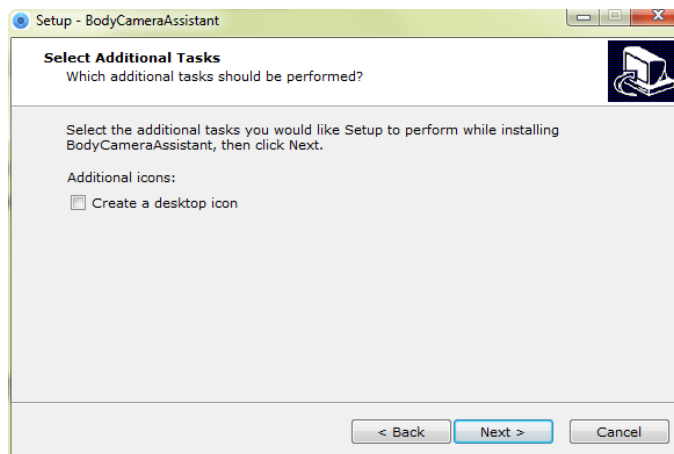 Setup - BodyCameraAssistant
Select Additional Tasks
Which additional tasks should be performed?
Select the additional tasks you would like Setup to perform while installing
BodyCameraAssistant, then click Next.
Additional icons:
Create a desktop icon
< Back Next > Cancel